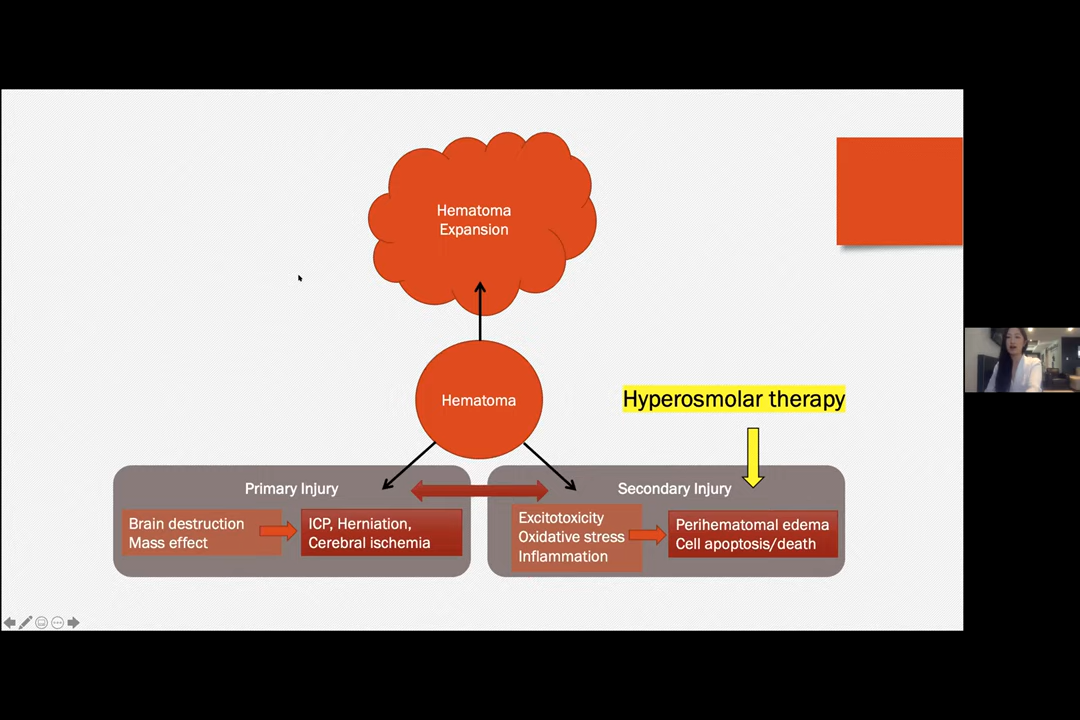 Hematoma
Expansion
Hematoma
Hyperosmolar therapy
Primary Injury
Brain destruction
Mass effect
ICP, Herniation,
Cerebral ischemia
Secondary Injury
Excitotoxicity
Oxidative stress
Inflammation
Perihematomal edema
Cell apoptosis/death